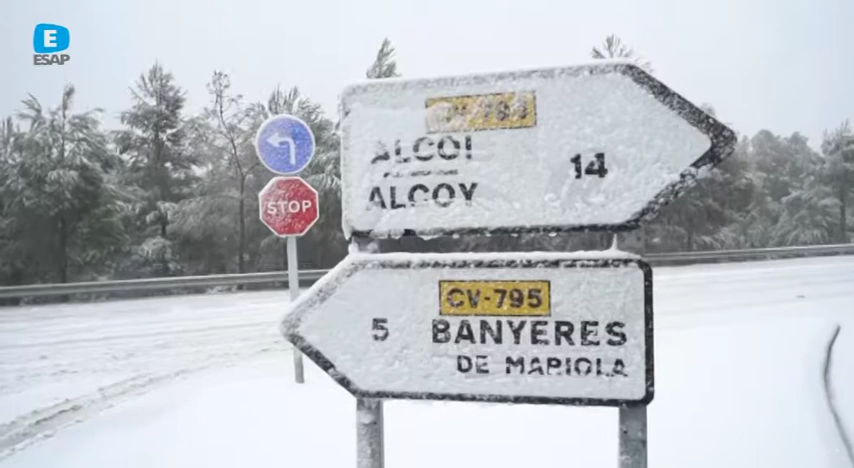 E
ESAP
STOP
ALCOI
ALCOY
14
CV-795
5
BANYERES
DE MARIOLA